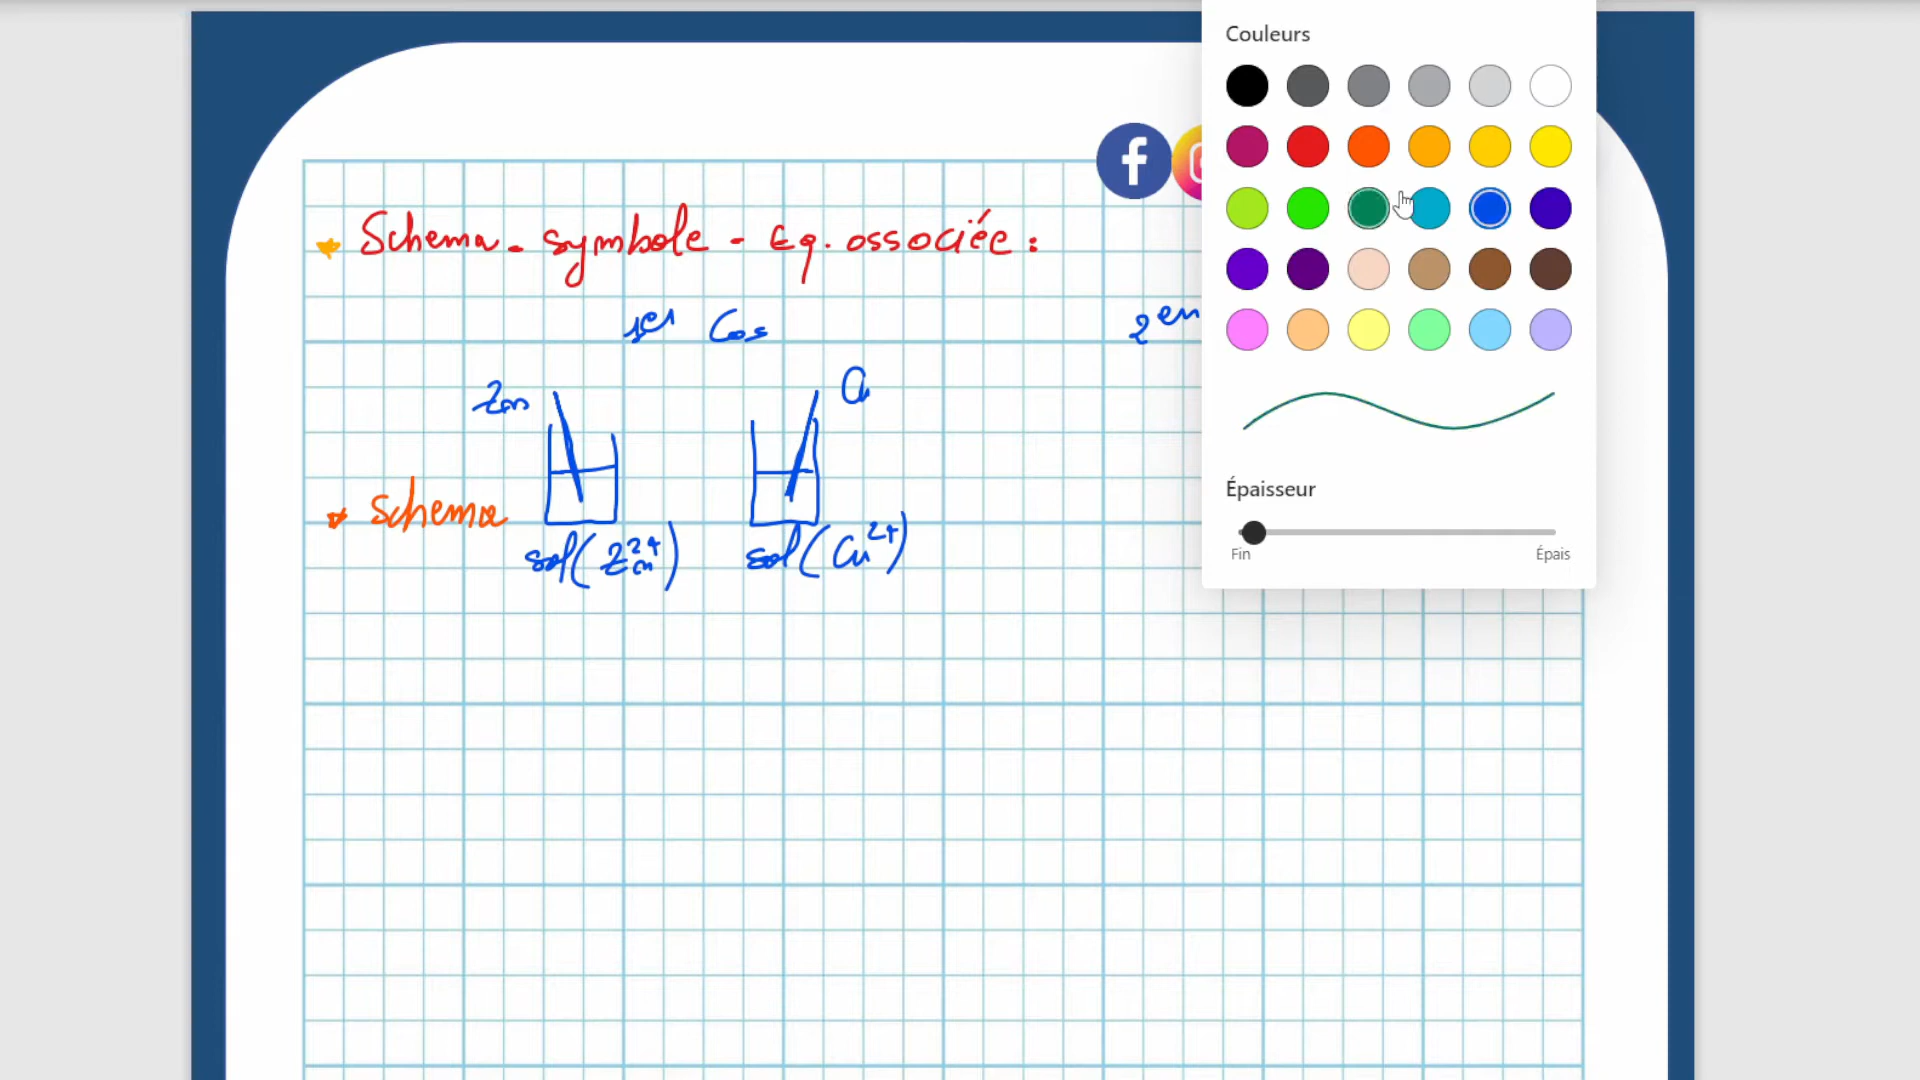 Couleurs
Schema - symbole - Eq. associée :
1er Cas
2em
Zn
Cu
Schema
sol(Zn2+)
sol(Cu2+)
Épaisseur
Fin
Épais